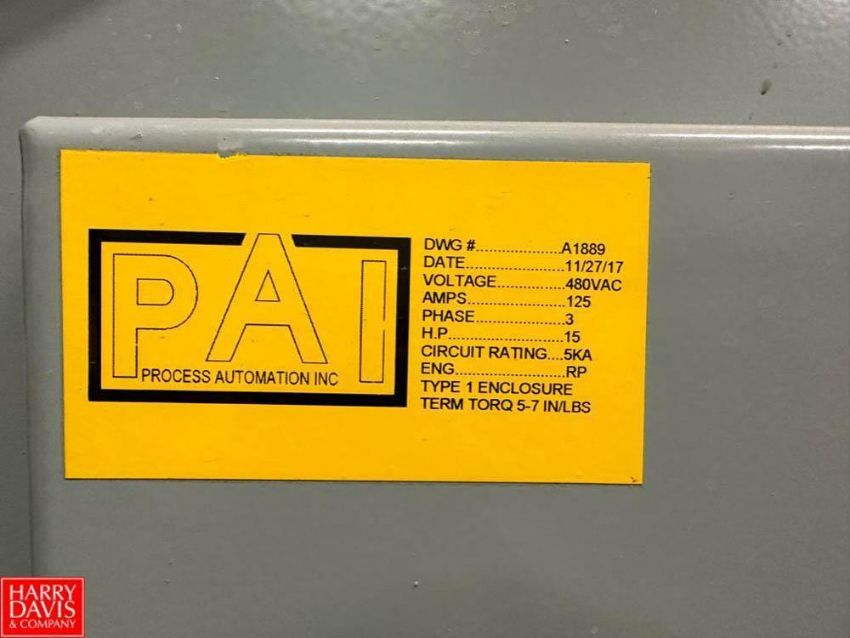 PAI
PROCESS AUTOMATION INC
DWG #....................A1889
DATE.......................11/27/17
VOLTAGE................480VAC
AMPS.......................125
PHASE.....................3
H.P...........................15
CIRCUIT RATING....5KA
ENG..........................RP
TYPE 1 ENCLOSURE
TERM TORQ 5-7 IN/LBS
HARRY
DAVIS
& COMPANY